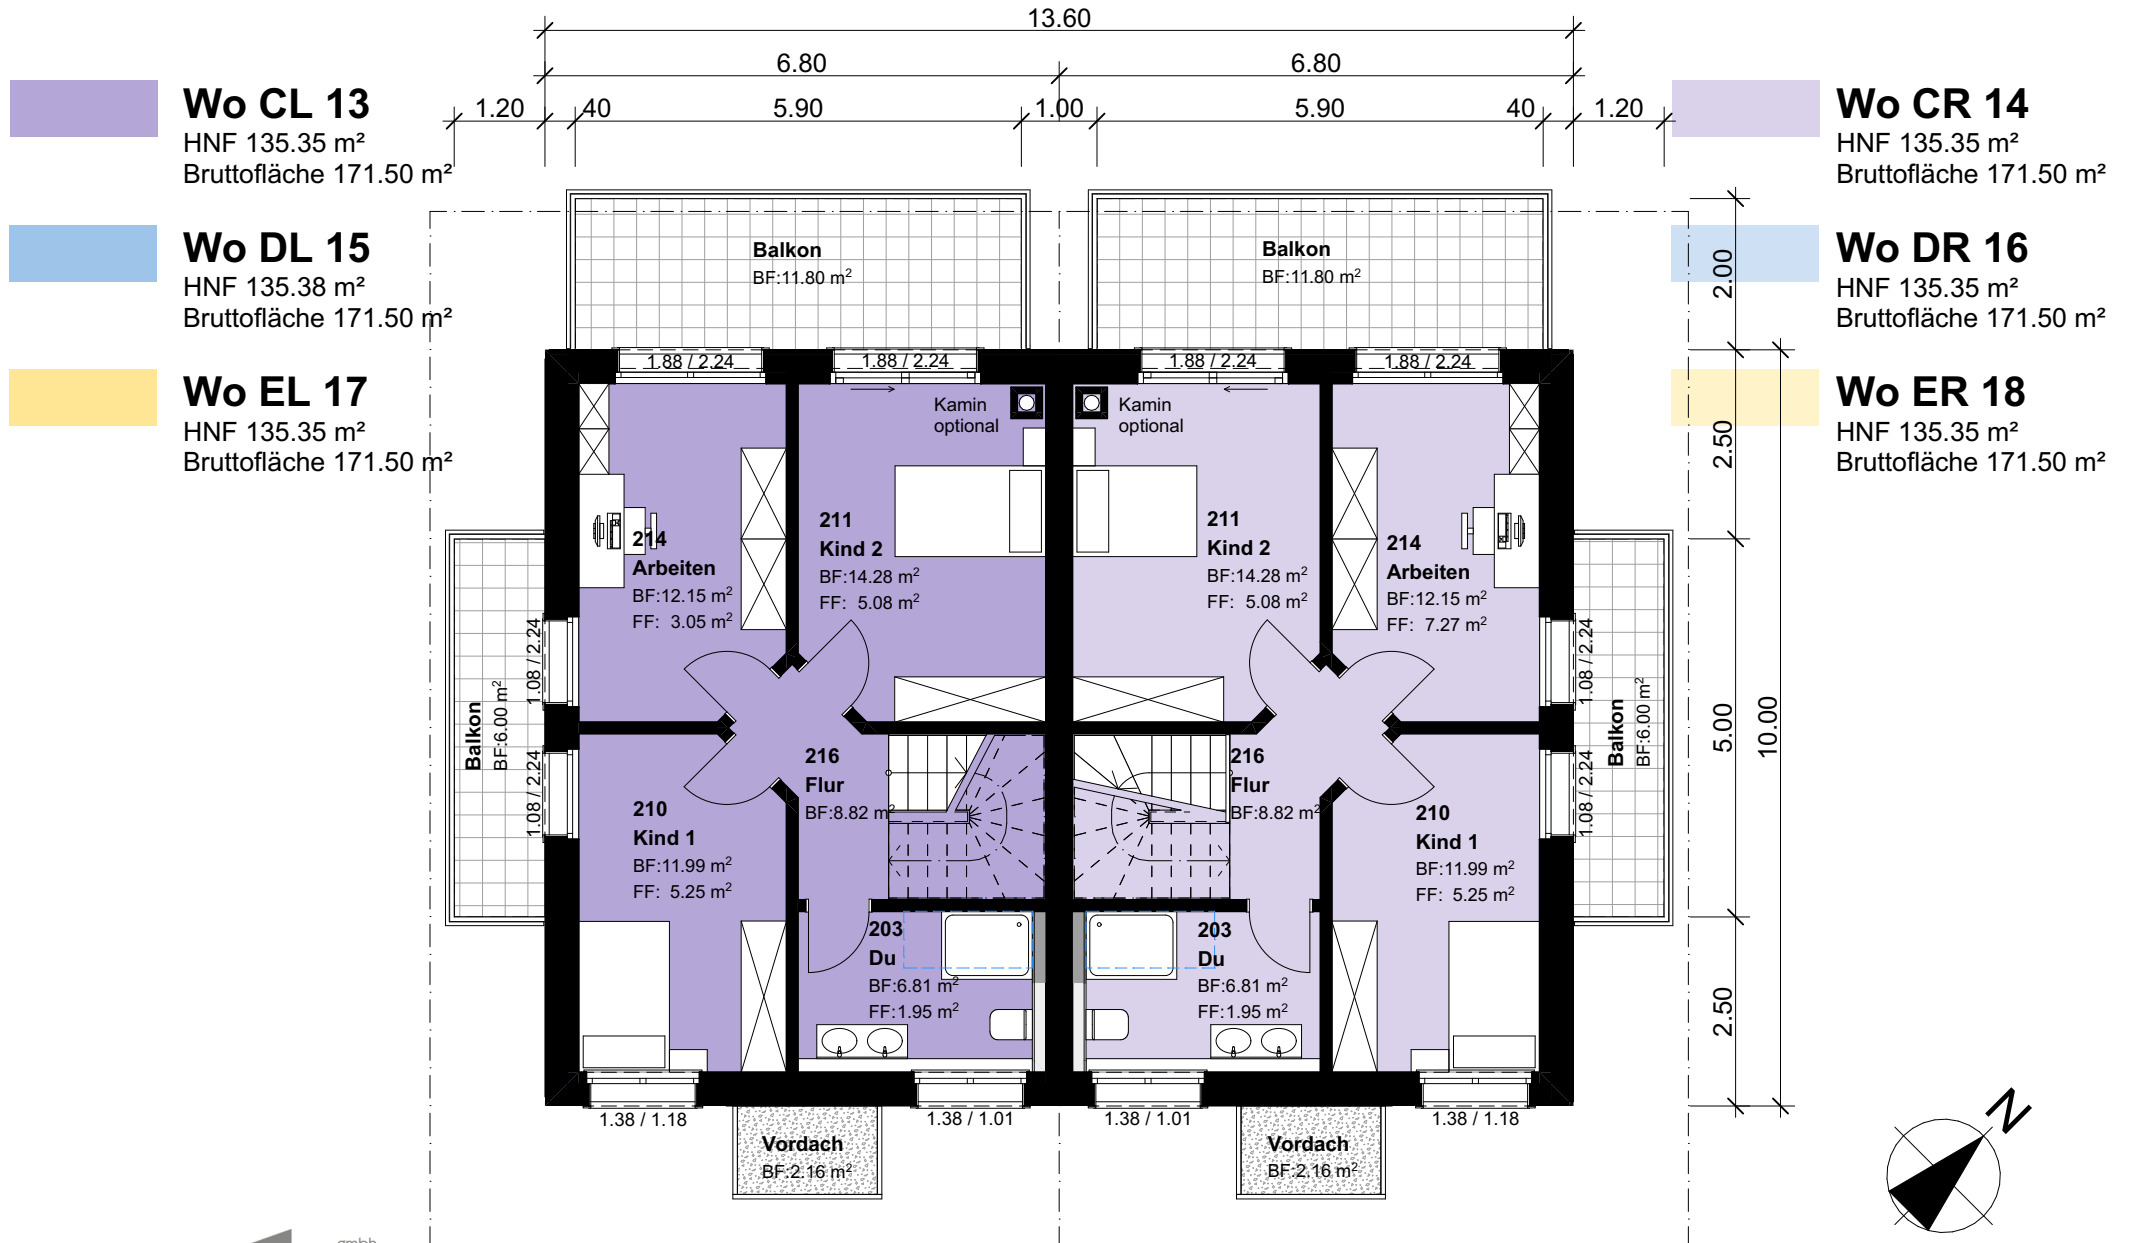 13.60
6.80
6.80
1.20
40
5.90
1.00
5.90
40
1.20
Wo CL 13
HNF 135.35 m²
Bruttofläche 171.50 m²
Wo DL 15
HNF 135.38 m²
Bruttofläche 171.50 m²
Wo EL 17
HNF 135.35 m²
Bruttofläche 171.50 m²
Wo CR 14
HNF 135.35 m²
Bruttofläche 171.50 m²
Wo DR 16
HNF 135.35 m²
Bruttofläche 171.50 m²
Wo ER 18
HNF 135.35 m²
Bruttofläche 171.50 m²
Balkon
BF:11.80 m²
Balkon
BF:11.80 m²
1.88 / 2.24
1.88 / 2.24
1.88 / 2.24
1.88 / 2.24
Kamin
optional
Kamin
optional
214
Arbeiten
BF:12.15 m²
FF: 3.05 m²
211
Kind 2
BF:14.28 m²
FF: 5.08 m²
211
Kind 2
BF:14.28 m²
FF: 5.08 m²
214
Arbeiten
BF:12.15 m²
FF: 7.27 m²
1.08 / 2.24
1.08 / 2.24
Balkon
BF:6.00 m²
1.08 / 2.24
1.08 / 2.24
Balkon
BF:6.00 m²
2.00
2.50
5.00
2.50
10.00
216
Flur
BF:8.82 m²
216
Flur
BF:8.82 m²
210
Kind 1
BF:11.99 m²
FF: 5.25 m²
210
Kind 1
BF:11.99 m²
FF: 5.25 m²
203
Du
BF:6.81 m²
FF:1.95 m²
203
Du
BF:6.81 m²
FF:1.95 m²
1.38 / 1.18
1.38 / 1.01
1.38 / 1.01
1.38 / 1.18
Vordach
BF:2.16 m²
Vordach
BF:2.16 m²
N
gmbh